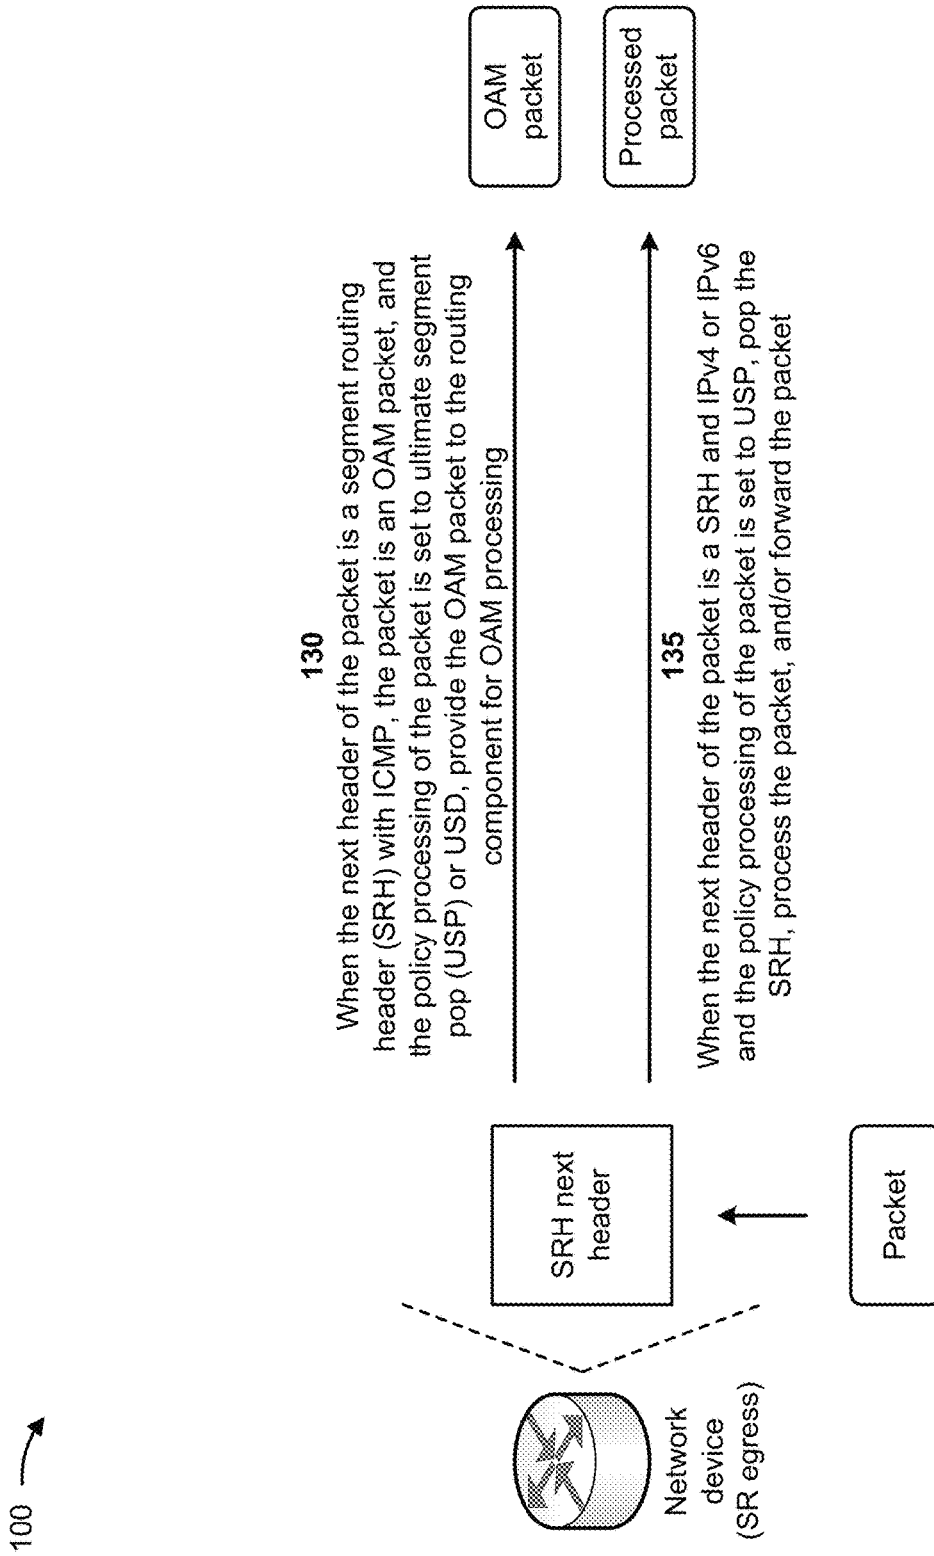 100
130
When the next header of the packet is a segment routing
header (SRH) with ICMP, the packet is an OAM packet, and
the policy processing of the packet is set to ultimate segment
pop (USP) or USD, provide the OAM packet to the routing
component for OAM processing
OAM
packet
Processed
packet
135
When the next header of the packet is a SRH and IPv4 or IPv6
and the policy processing of the packet is set to USP, pop the
SRH, process the packet, and/or forward the packet
SRH next
header
Packet
Network
device
(SR egress)